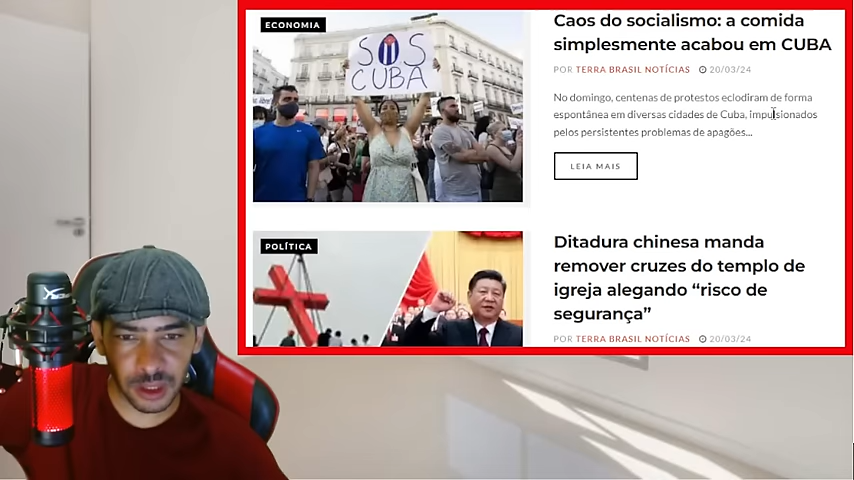 ECONOMIA
SOS
CUBA
Caos do socialismo: a comida
simplesmente acabou em CUBA
POR TERRA BRASIL NOTÍCIAS 20/03/24
No domingo, centenas de protestos eclodiram de forma
espontânea em diversas cidades de Cuba, impulsionados
pelos persistentes problemas de apagões...
LEIA MAIS
POLÍTICA
Ditadura chinesa manda
remover cruzes do templo de
igreja alegando “risco de
segurança”
POR TERRA BRASIL NOTÍCIAS 20/03/24